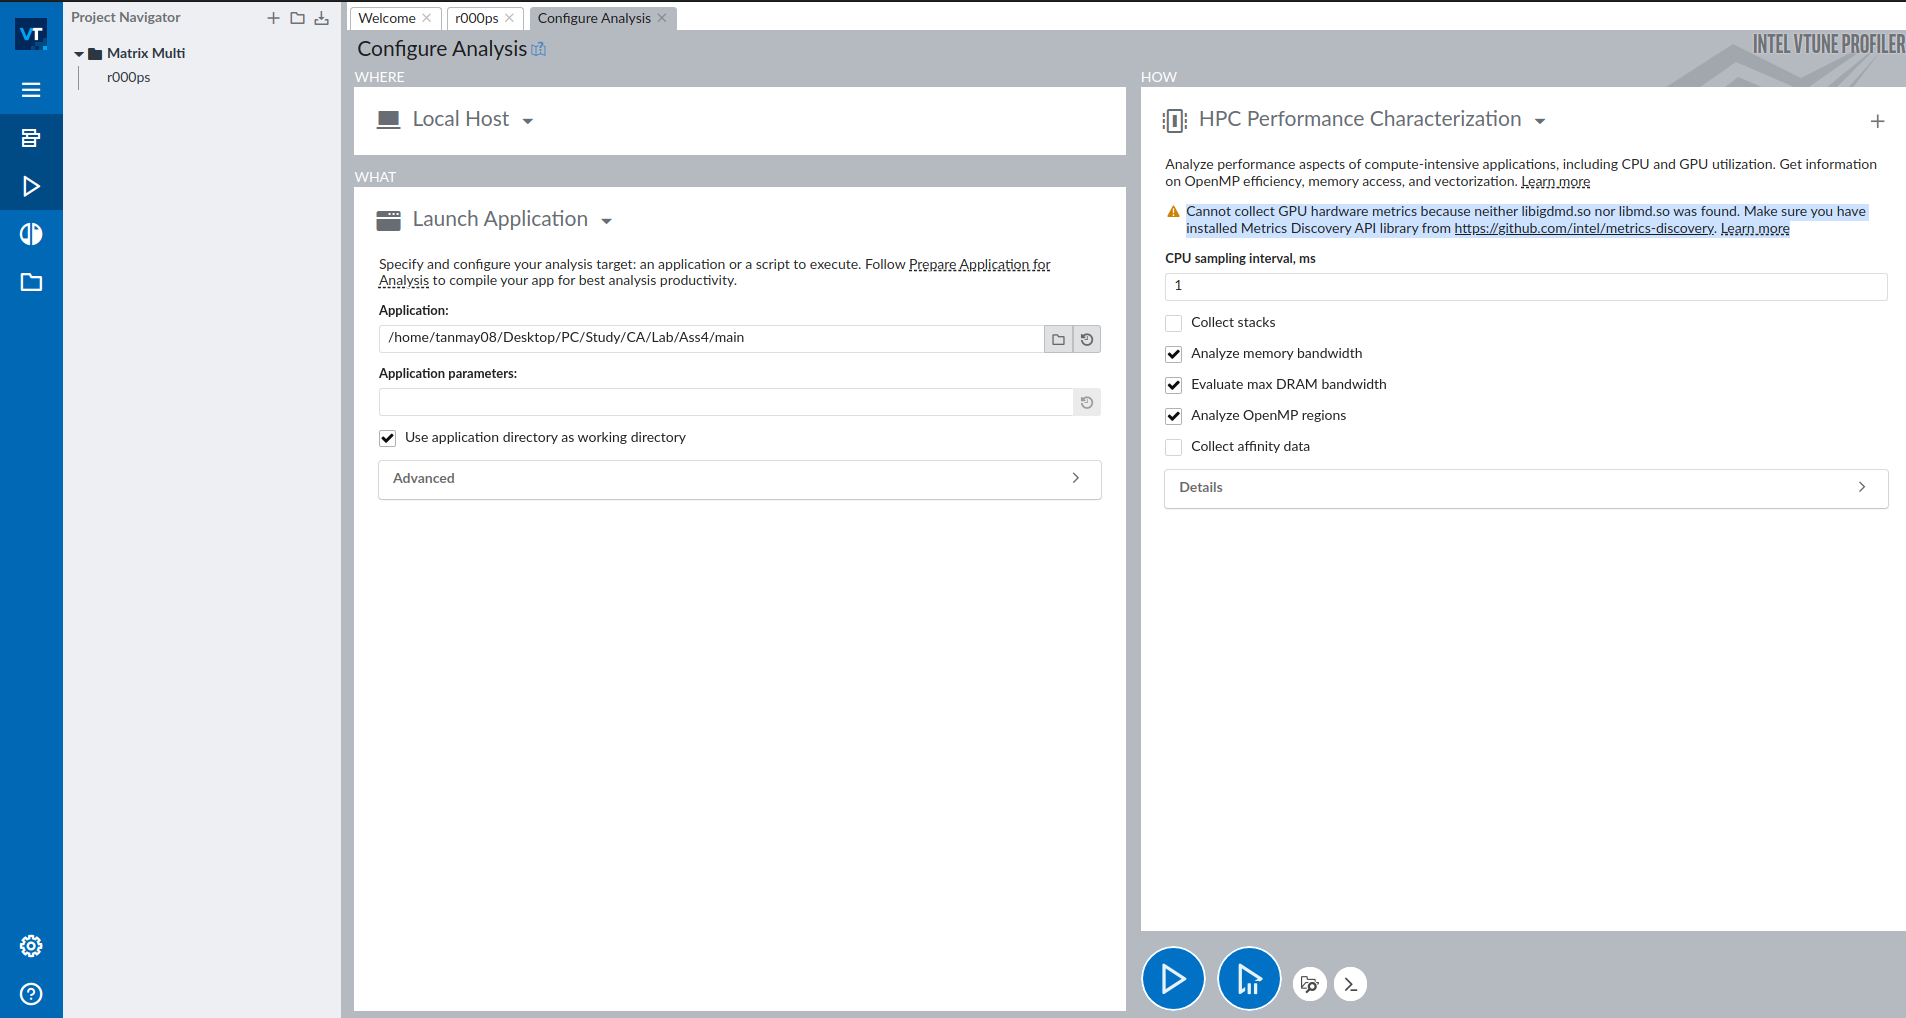 VT
Project Navigator
Matrix Multi
r000ps
Welcome
r000ps
Configure Analysis
Configure Analysis
INTEL VTUNE PROFILER
WHERE
Local Host
WHAT
Launch Application
Specify and configure your analysis target: an application or a script to execute. Follow Prepare Application for
Analysis to compile your app for best analysis productivity.
Application:
/home/tanmay08/Desktop/PC/Study/CA/Lab/Ass4/main
Application parameters:
Use application directory as working directory
Advanced
HOW
HPC Performance Characterization
Analyze performance aspects of compute-intensive applications, including CPU and GPU utilization. Get information
on OpenMP efficiency, memory access, and vectorization. Learn more
Cannot collect GPU hardware metrics because neither libigdmd.so nor libmd.so was found. Make sure you have
installed Metrics Discovery API library from https://github.com/intel/metrics-discovery. Learn more
CPU sampling interval, ms
1
Collect stacks
Analyze memory bandwidth
Evaluate max DRAM bandwidth
Analyze OpenMP regions
Collect affinity data
Details